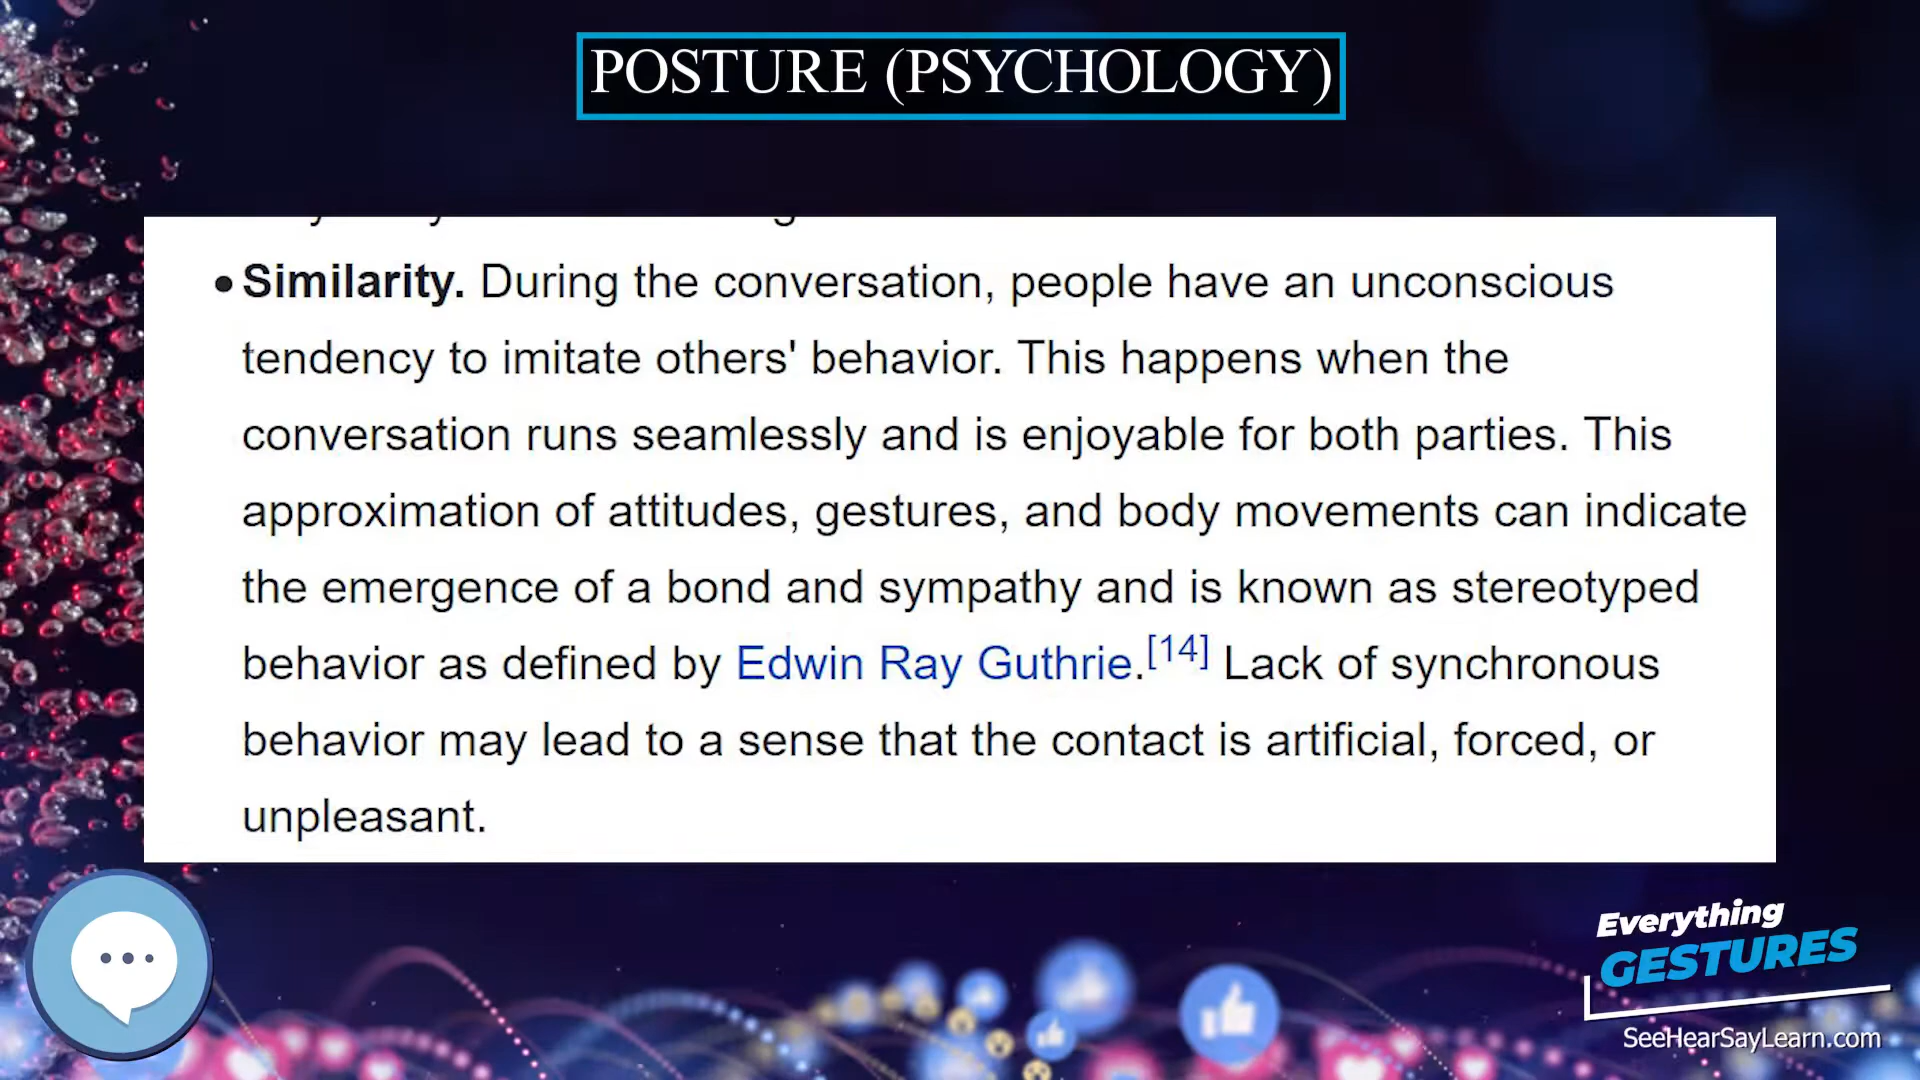 POSTURE (PSYCHOLOGY)
• Similarity. During the conversation, people have an unconscious
tendency to imitate others' behavior. This happens when the
conversation runs seamlessly and is enjoyable for both parties. This
approximation of attitudes, gestures, and body movements can indicate
the emergence of a bond and sympathy and is known as stereotyped
behavior as defined by Edwin Ray Guthrie.[14] Lack of synchronous
behavior may lead to a sense that the contact is artificial, forced, or
unpleasant.
Everything
GESTURES
SeeHearSayLearn.com